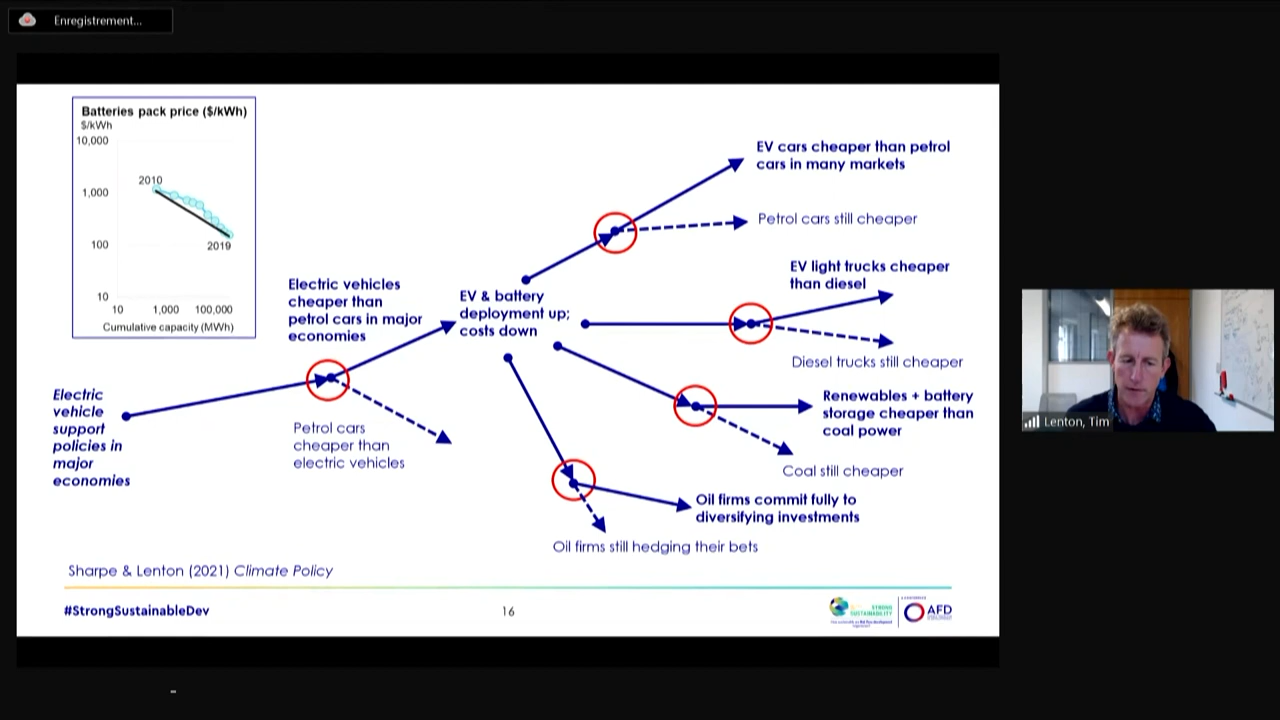 Enregistrement...
Batteries pack price ($/kWh)
$/kWh
10,000
1,000
100
10
2010
2019
10 1,000 100,000
Cumulative capacity (MWh)
Electric
vehicle
support
policies in
major
economies
Electric vehicles
cheaper than
petrol cars in major
economies
Petrol cars
cheaper than
electric vehicles
EV & battery
deployment up;
costs down
EV cars cheaper than petrol
cars in many markets
Petrol cars still cheaper
EV light trucks cheaper
than diesel
Diesel trucks still cheaper
Renewables + battery
storage cheaper than
coal power
Coal still cheaper
Oil firms commit fully to
diversifying investments
Oil firms still hedging their bets
Sharpe & Lenton (2021) Climate Policy
#StrongSustainableDev
16
STRONG
SUSTAINABILITY
AFD
Lenton, Tim